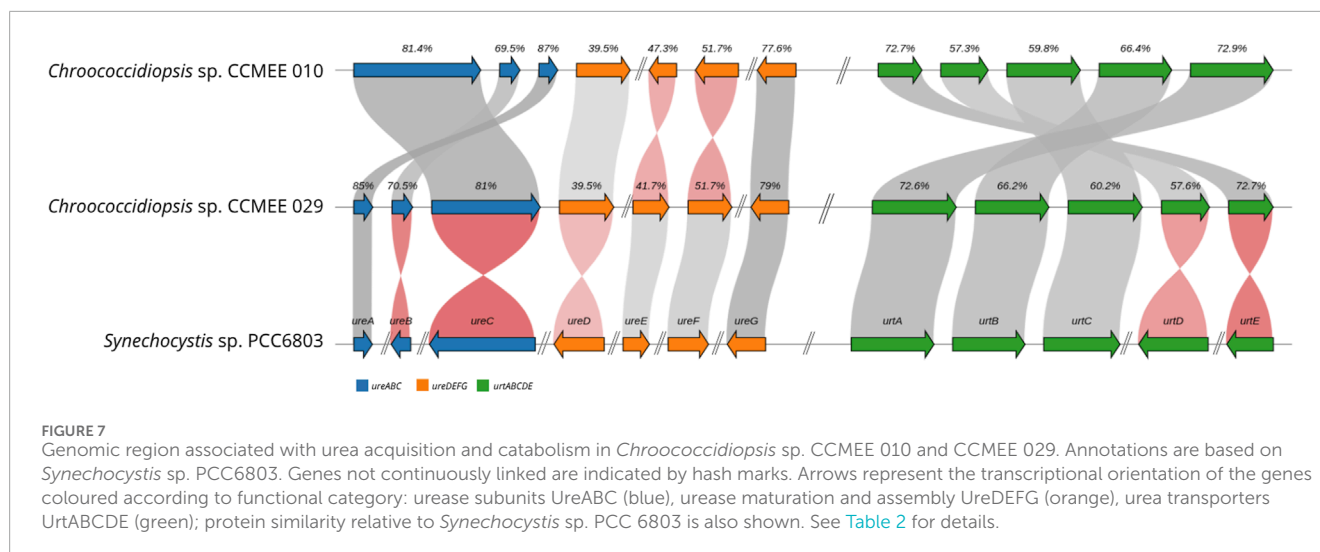 81.4% 69.5% 87% 39.5% 47.3% 51.7% 77.6% 72.7% 57.3% 59.8% 66.4% 72.9%
Chroococcidiopsis sp. CCMEE 010
85% 70.5% 81% 39.5% 41.7% 51.7% 79% 72.6% 66.2% 60.2% 57.6% 72.7%
Chroococcidiopsis sp. CCMEE 029
ureA ureB ureC ureD ureE ureF ureG urtA urtB urtC urtD urtE
Synechocystis sp. PCC6803
ureABC ureDEFG urtABCDE
FIGURE 7
Genomic region associated with urea acquisition and catabolism in Chroococcidiopsis sp. CCMEE 010 and CCMEE 029. Annotations are based on
Synechocystis sp. PCC6803. Genes not continuously linked are indicated by hash marks. Arrows represent the transcriptional orientation of the genes
coloured according to functional category: urease subunits UreABC (blue), urease maturation and assembly UreDEFG (orange), urea transporters
UrtABCDE (green); protein similarity relative to Synechocystis sp. PCC 6803 is also shown. See Table 2 for details.